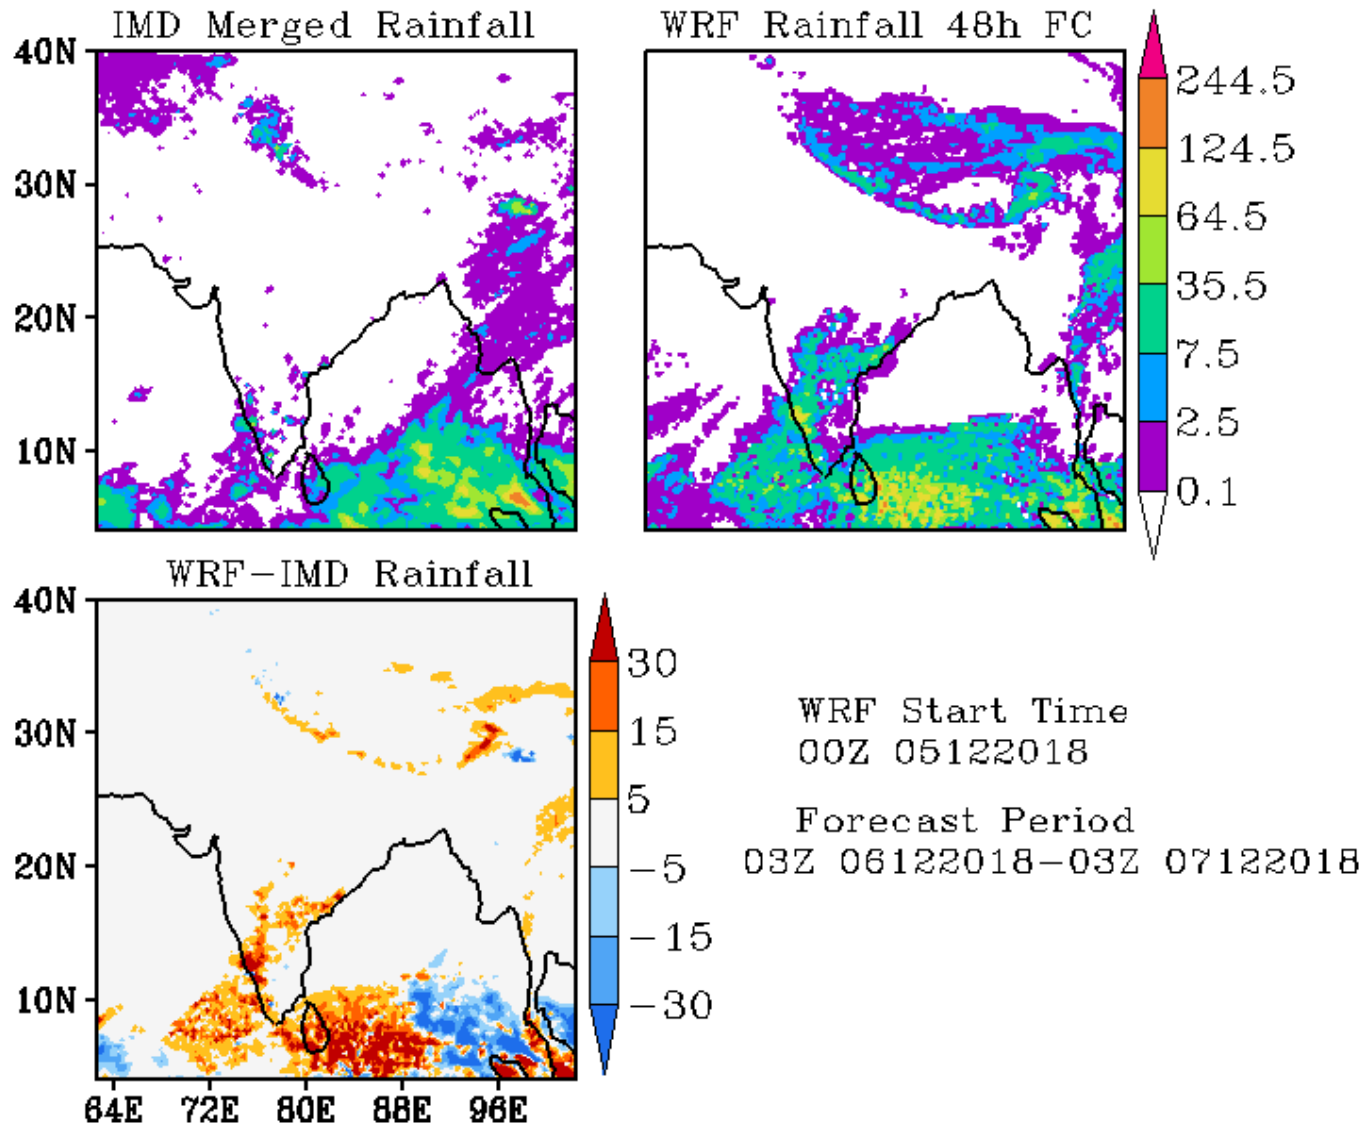 IMD Merged Rainfall
WRF Rainfall 48h FC
40N
30N
20N
10N
244.5
124.5
64.5
35.5
7.5
2.5
0.1
WRF-IMD Rainfall
40N
30N
20N
10N
64E 72E 80E 88E 96E
30
15
5
-5
-15
-30
WRF Start Time
00Z 05122018
Forecast Period
03Z 06122018-03Z 07122018